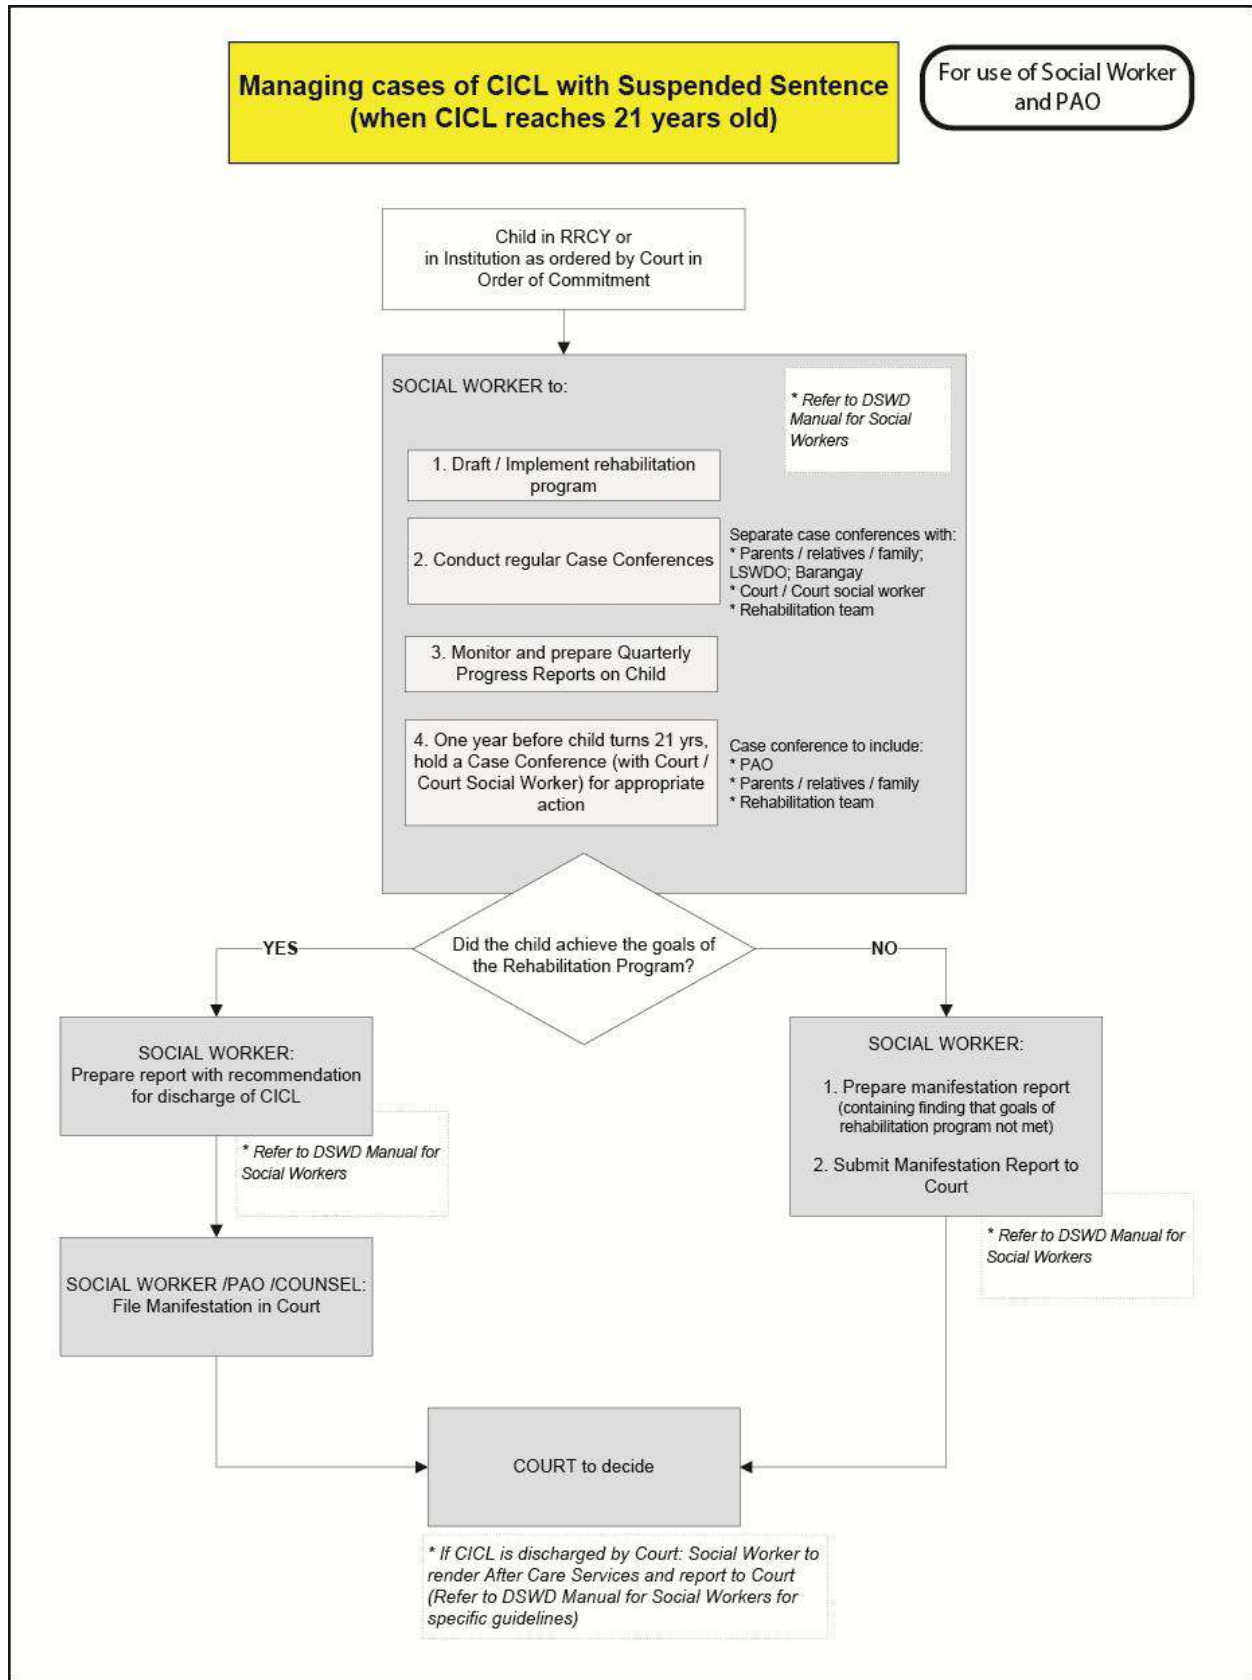 Managing cases of CICL with Suspended Sentence
(when CICL reaches 21 years old)
For use of Social Worker
and PAO
Child in RRCY or
in Institution as ordered by Court in
Order of Commitment
SOCIAL WORKER to:
* Refer to DSWD
Manual for Social
Workers
1. Draft / Implement rehabilitation
program
2. Conduct regular Case Conferences
Separate case conferences with:
* Parents / relatives / family;
LSWDO; Barangay
* Court / Court social worker
* Rehabilitation team
3. Monitor and prepare Quarterly
Progress Reports on Child
4. One year before child turns 21 yrs,
hold a Case Conference (with Court /
Court Social Worker) for appropriate
action
Case conference to include:
* PAO
* Parents / relatives / family
* Rehabilitation team
Did the child achieve the goals of
the Rehabilitation Program?
YES
NO
SOCIAL WORKER:
Prepare report with recommendation
for discharge of CICL
* Refer to DSWD Manual for
Social Workers
SOCIAL WORKER:
1. Prepare manifestation report
(containing finding that goals of
rehabilitation program not met)
2. Submit Manifestation Report to
Court
* Refer to DSWD Manual for
Social Workers
SOCIAL WORKER /PAO /COUNSEL:
File Manifestation in Court
COURT to decide
* If CICL is discharged by Court: Social Worker to
render After Care Services and report to Court
(Refer to DSWD Manual for Social Workers for
specific guidelines)